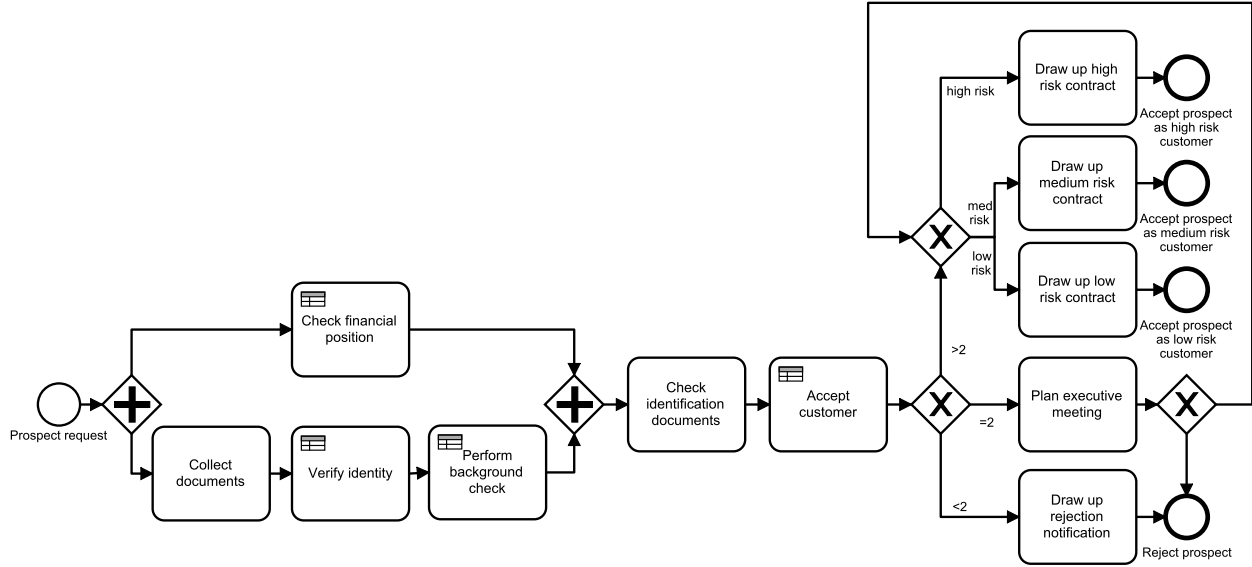 Prospect request
Check financial
position
Collect
documents
Verify identity
Perform
background
check
Check
identification
documents
Accept
customer
>2
=2
<2
high risk
med
risk
low
risk
Draw up high
risk contract
Accept prospect
as high risk
customer
Draw up
medium risk
contract
Accept prospect
as medium risk
customer
Draw up low
risk contract
Accept prospect
as low risk
customer
Plan executive
meeting
Draw up
rejection
notification
Reject prospect